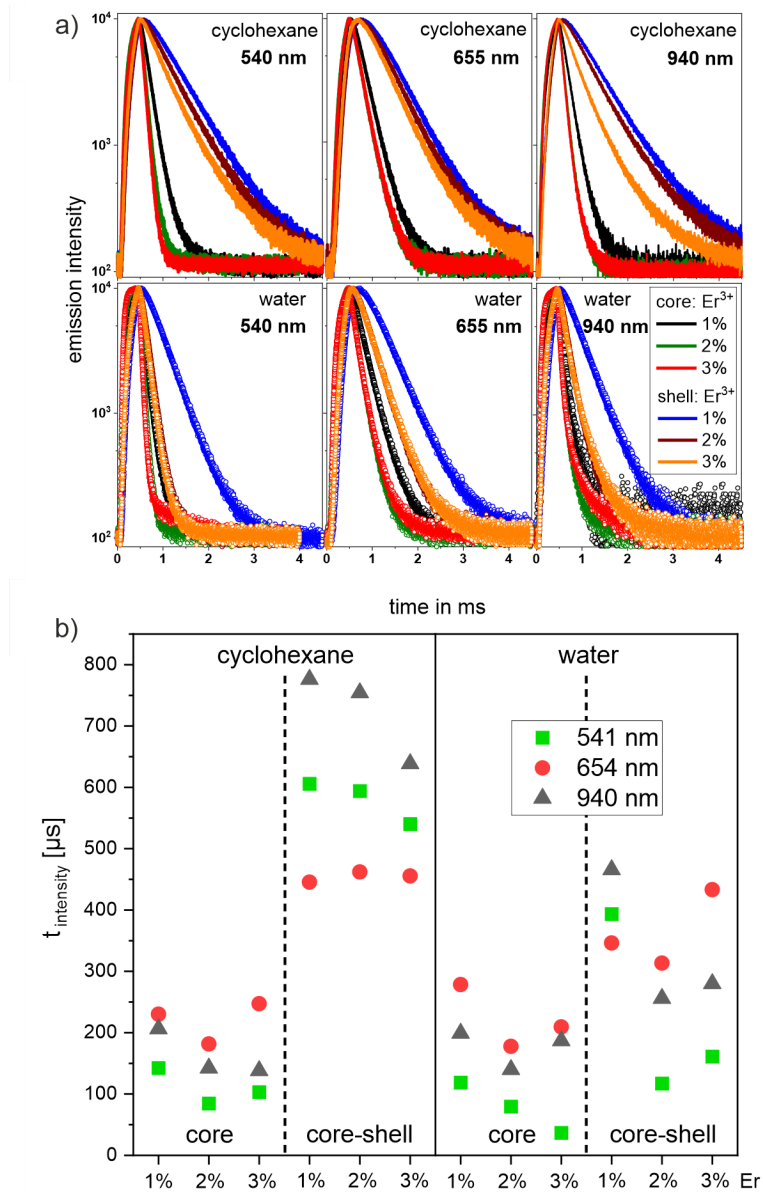 a)
cyclohexane
540 nm
cyclohexane
655 nm
cyclohexane
940 nm
10⁴
10³
10²
emission intensity
water
540 nm
water
655 nm
water
940 nm
core: Er³⁺
1%
2%
3%
shell: Er³⁺
1%
2%
3%
10⁴
10³
10²
0 1 2 3 4 0 1 2 3 4 0 1 2 3 4
time in ms
b)
cyclohexane water
800
700
600
500
400
300
200
100
0
t intensity [µs]
541 nm
654 nm
940 nm
core core-shell core core-shell
1% 2% 3% 1% 2% 3% 1% 2% 3% 1% 2% 3% Er